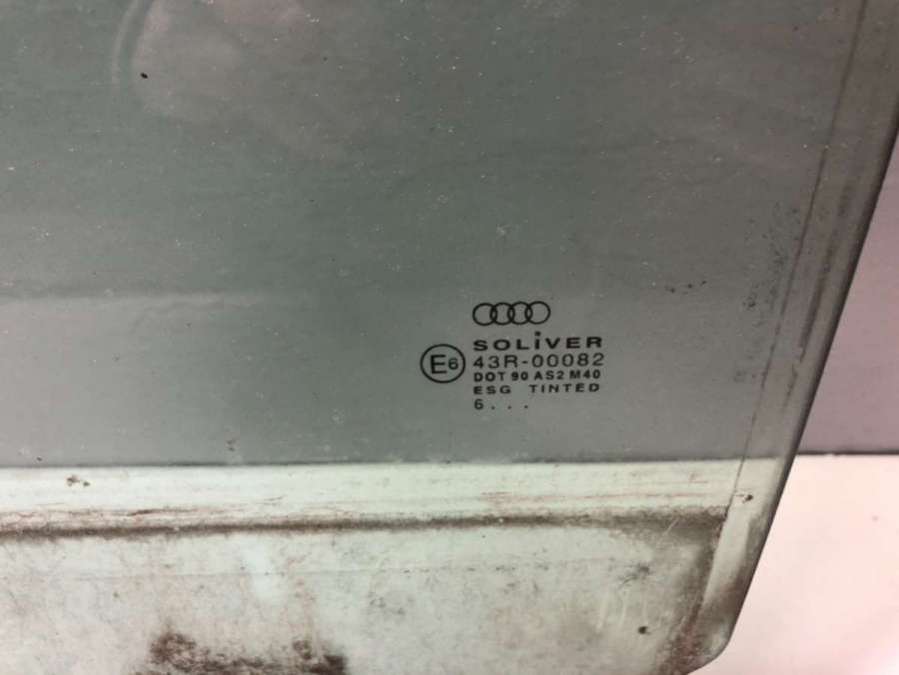 SOLiVER
E6 43R-00082
DOT 90 AS2 M40
ESG TINTED
6...